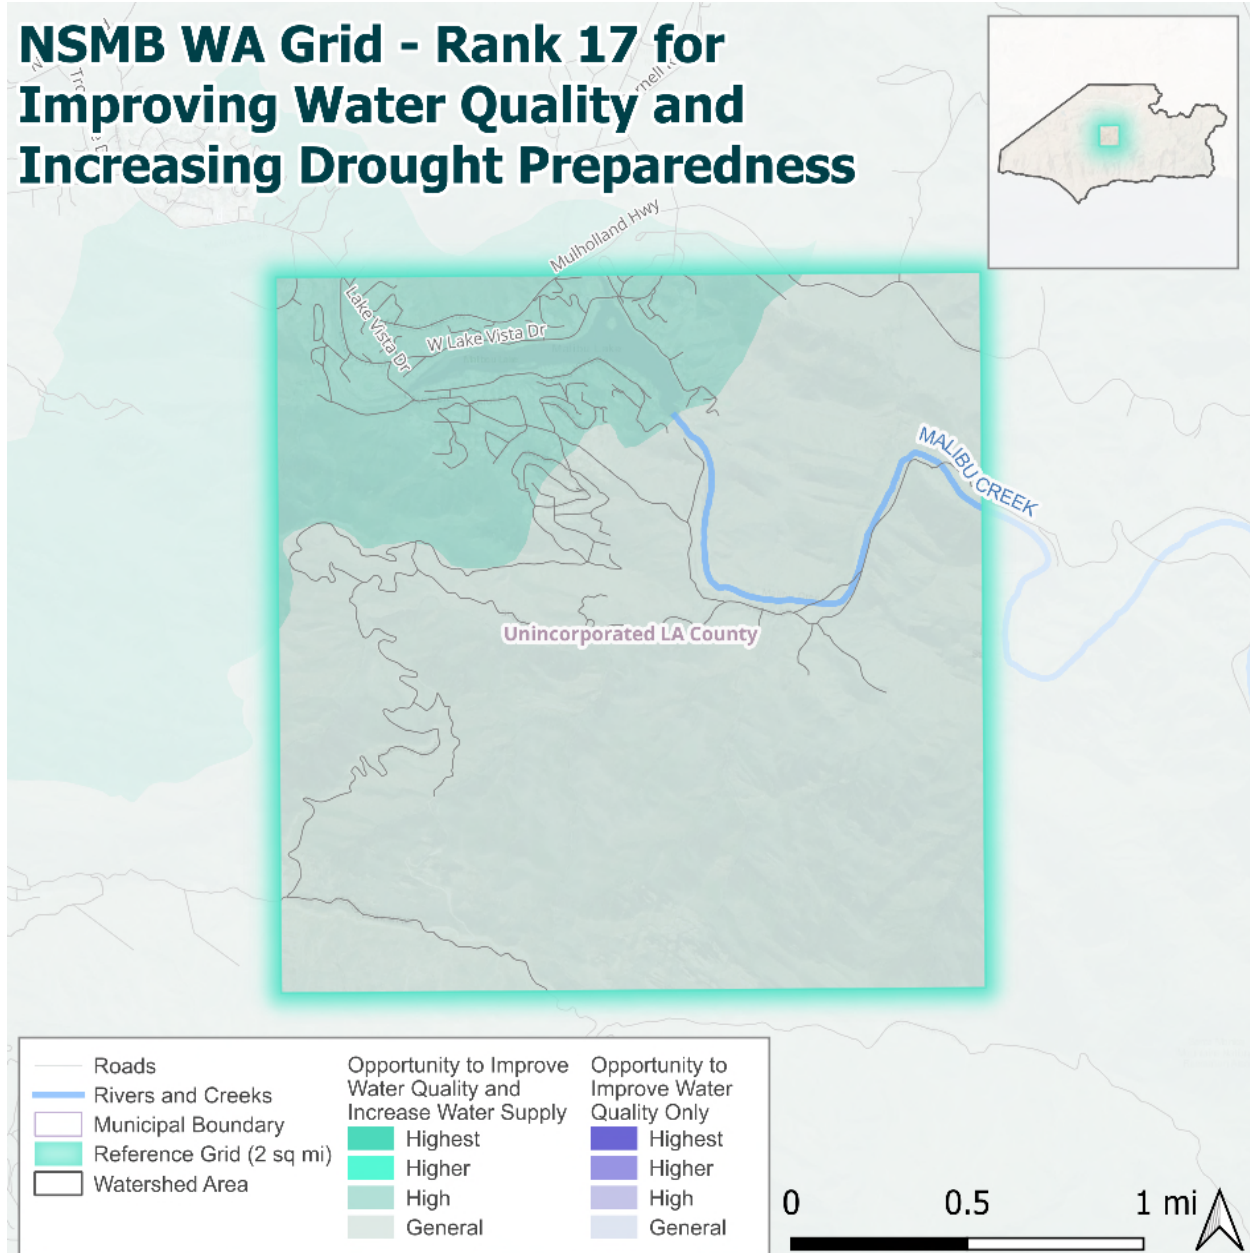 NSMB WA Grid - Rank 17 for
Improving Water Quality and
Increasing Drought Preparedness
Mulholland Hwy
Lake Vista Dr
W Lake Vista Dr
MALIBU CREEK
Unincorporated LA County
Roads
Rivers and Creeks
Municipal Boundary
Reference Grid (2 sq mi)
Watershed Area
Opportunity to Improve
Water Quality and
Increase Water Supply
Highest
Higher
High
General
Opportunity to
Improve Water
Quality Only
Highest
Higher
High
General
0 0.5 1 mi